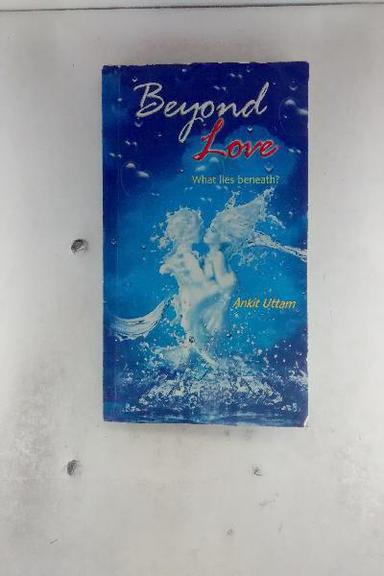 Beyond
Love
What lies beneath?
Ankit Uttam